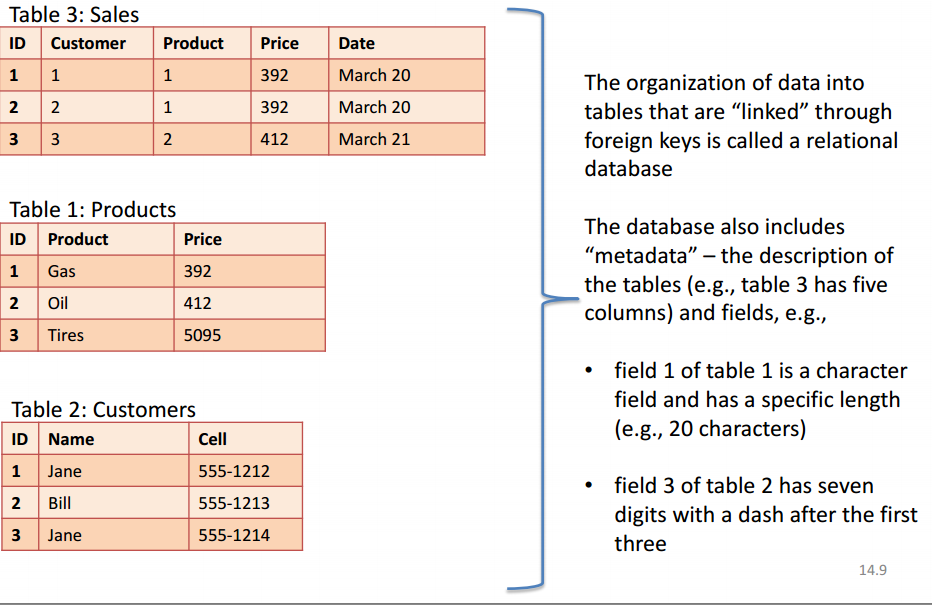 Table 3: Sales
ID Customer Product Price Date
1 1 1 392 March 20
2 2 1 392 March 20
3 3 2 412 March 21
Table 1: Products
ID Product Price
1 Gas 392
2 Oil 412
3 Tires 5095
Table 2: Customers
ID Name Cell
1 Jane 555-1212
2 Bill 555-1213
3 Jane 555-1214
The organization of data into
tables that are “linked” through
foreign keys is called a relational
database
The database also includes
“metadata” – the description of
the tables (e.g., table 3 has five
columns) and fields, e.g.,
• field 1 of table 1 is a character
field and has a specific length
(e.g., 20 characters)
• field 3 of table 2 has seven
digits with a dash after the first
three
14.9